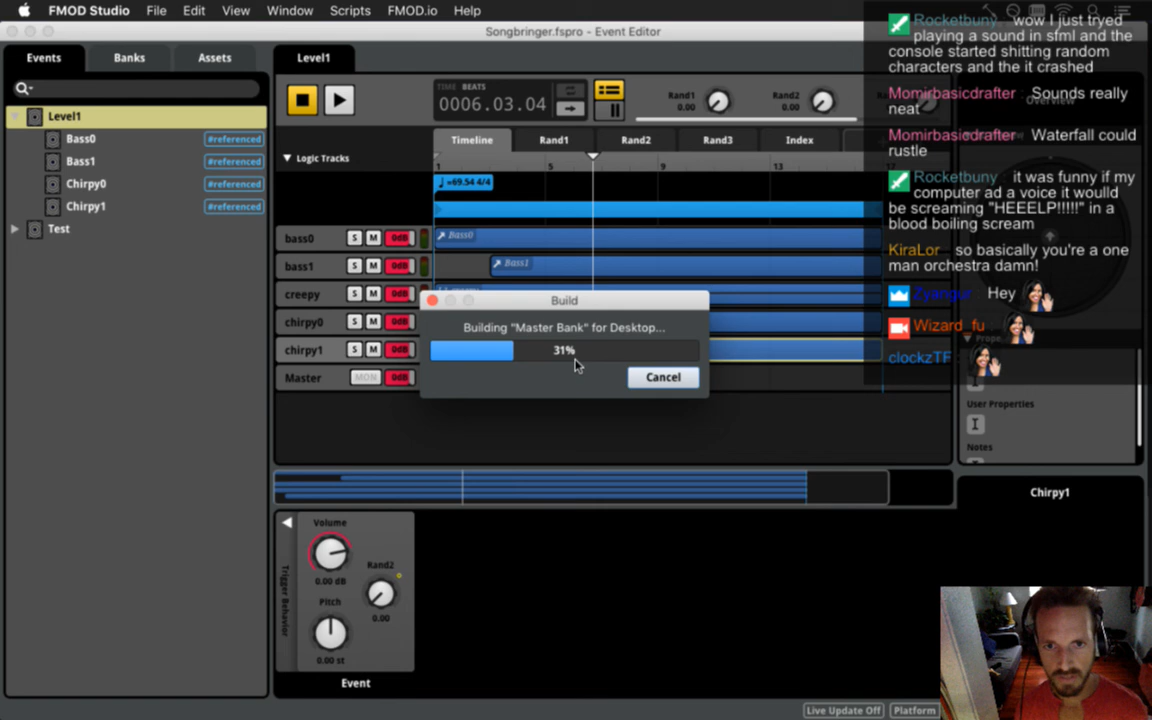 FMOD Studio File Edit View Window Scripts FMOD.io Help
Songbringer.fspro - Event Editor
Events Banks Assets
Level1
Level1
Bass0 #referenced
Bass1 #referenced
Chirpy0 #referenced
Chirpy1 #referenced
Test
TIME BEATS
0006.03.04
Rand1
0.00
Rand2
0.00
Timeline Rand1 Rand2 Rand3 Index
Logic Tracks
1 5 9 13 17
=69.54 4/4
bass0 S M 0dB Bass0
bass1 S M 0dB Bass1
creepy S M 0dB
chirpy0 S M 0dB
chirpy1 S M 0dB
Master MON 0dB
Build
Building "Master Bank" for Desktop...
31%
Cancel
Rocketbuny wow I just tryed
playing a sound in sfml and the
console started shitting random
characters and the it crashed
Momirbasicdrafter Sounds really
neat
Momirbasicdrafter Waterfall could
rustle
Rocketbuny it was funny if my
computer ad a voice it woulld
be screaming "HEEELP!!!!!" in a
blood boiling scream
KiraLor so basically you're a one
man orchestra damn!
Zyangur Hey
Wizard_fu
clockzTF
Overview
User Properties
Notes
Chirpy1
Trigger Behavior
Volume
0.00 dB
Pitch
0.00 st
Rand2
0.00
Event
Live Update Off Platform